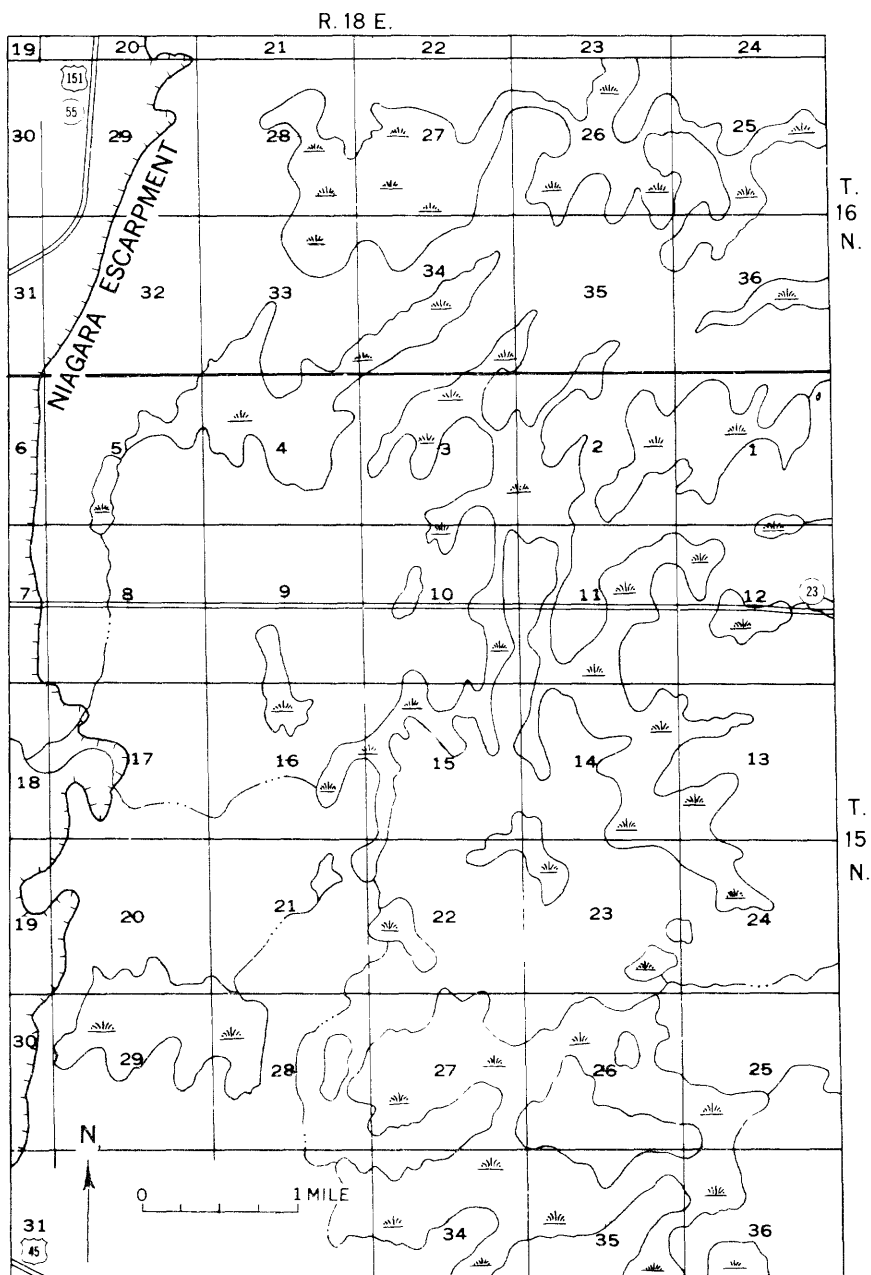 R. 18 E.
19 20 21 22 23 24
151
55
30 29 28 27 26 25
T.
16
N.
NIAGARA ESCARPMENT
31 32 33 34 35 36
6 5 4 3 2 1
7 8 9 10 11 12 23
18 17 16 15 14 13
T.
15
N.
19 20 21 22 23 24
30 29 28 27 26 25
N
0 1 MILE
31 34 35 36
45